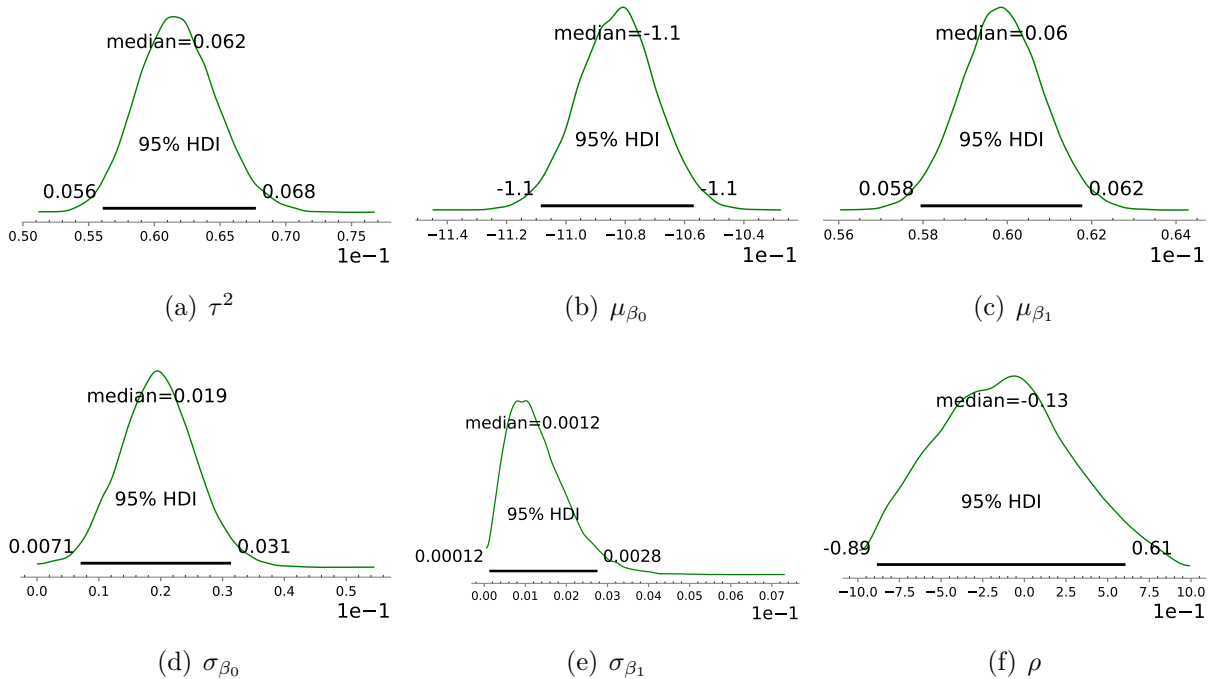 median=0.062
95% HDI
0.056
0.068
0.50 0.55 0.60 0.65 0.70 0.75
1e−1
(a) τ²
median=-1.1
95% HDI
-1.1
-1.1
−11.4 −11.2 −11.0 −10.8 −10.6 −10.4
1e−1
(b) μβ₀
median=0.06
95% HDI
0.058
0.062
0.56 0.58 0.60 0.62 0.64
1e−1
(c) μβ₁
median=0.019
95% HDI
0.0071
0.031
0.0 0.1 0.2 0.3 0.4 0.5
1e−1
(d) σβ₀
median=0.0012
95% HDI
0.00012
0.0028
0.00 0.01 0.02 0.03 0.04 0.05 0.06 0.07
1e−1
(e) σβ₁
median=-0.13
95% HDI
-0.89
0.61
−10.0 −7.5 −5.0 −2.5 0.0 2.5 5.0 7.5 10.0
1e−1
(f) ρ